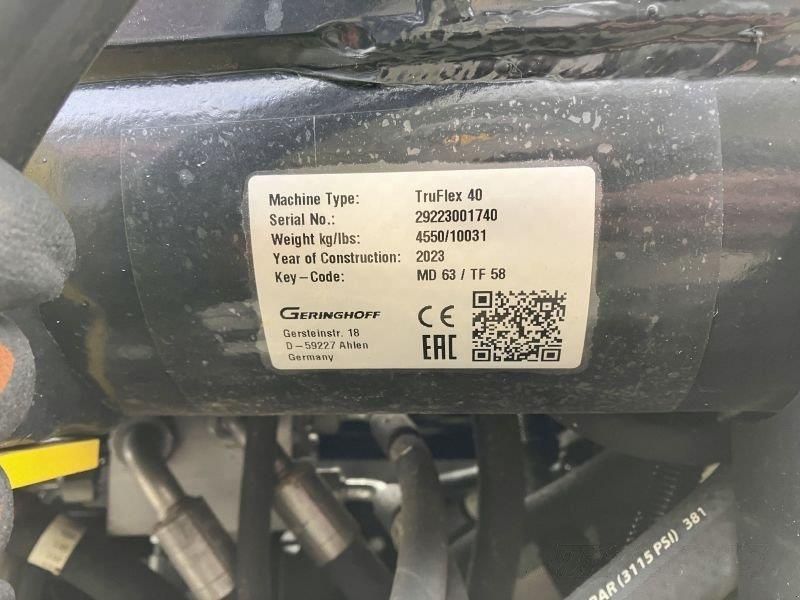 Machine Type: TruFlex 40
Serial No.: 29223001740
Weight kg/lbs: 4550/10031
Year of Construction: 2023
Key-Code: MD 63 / TF 58
GERINGHOFF CE
Gersteinstr. 18 EAC
D-59227 Ahlen
Germany
BAR (3115 PSI) 381